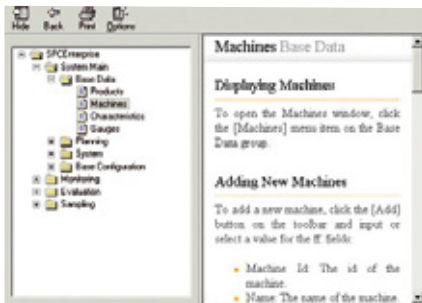 Hide Back Print Options
SPCEnterprise
System Main
Base Data
Products
Machines
Characteristics
Gauges
Planning
System
Base Configuration
Monitoring
Evaluation
Sampling
Machines Base Data
Displaying Machines
To open the Machines window, click
the [Machines] menu item on the Base
Data group.
Adding New Machines
To add a new machine, click the [Add]
button on the toolbar and input or
select a value for the ff. fields:
Machine Id: The id of the
machine.
Name: The name of the machine.